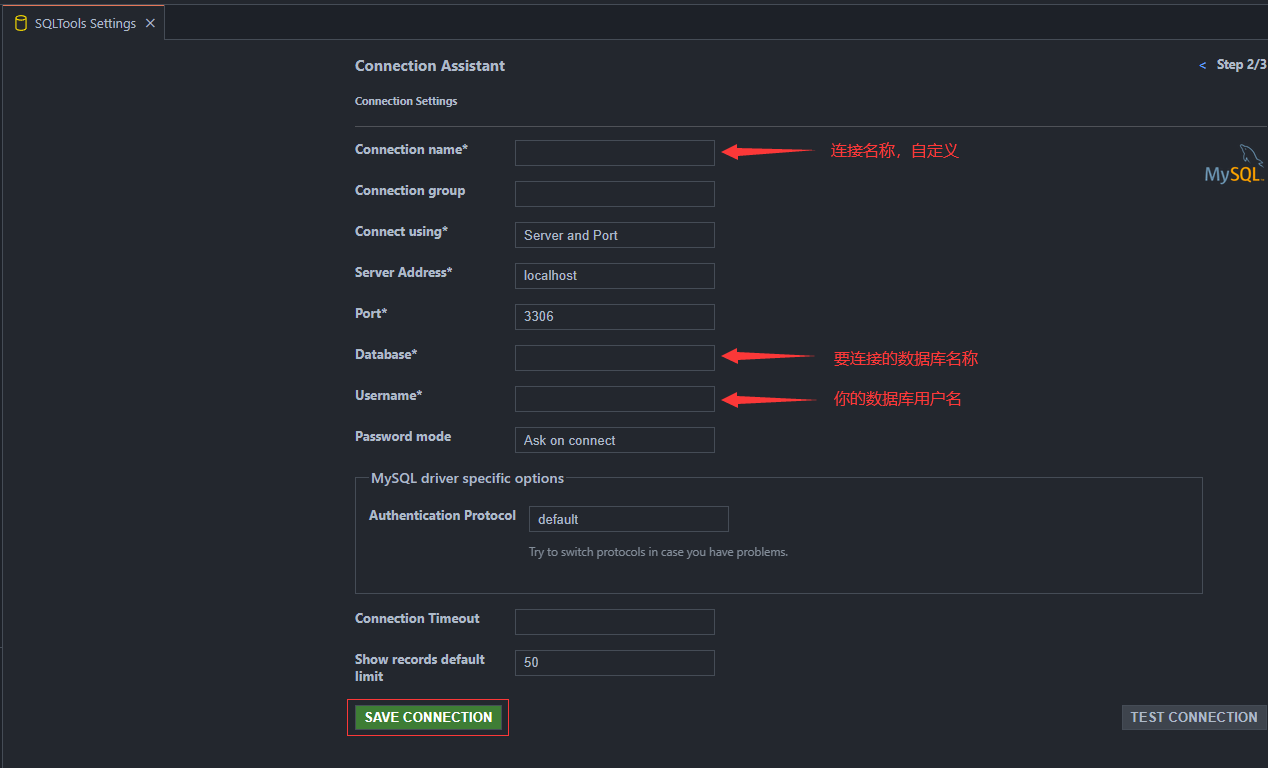 SQLTools Settings
Connection Assistant
< Step 2/3
Connection Settings
Connection name*
连接名称，自定义
MySQL
Connection group
Connect using*
Server and Port
Server Address*
localhost
Port*
3306
Database*
要连接的数据库名称
Username*
你的数据库用户名
Password mode
Ask on connect
MySQL driver specific options
Authentication Protocol
default
Try to switch protocols in case you have problems.
Connection Timeout
Show records default
limit
50
SAVE CONNECTION
TEST CONNECTION